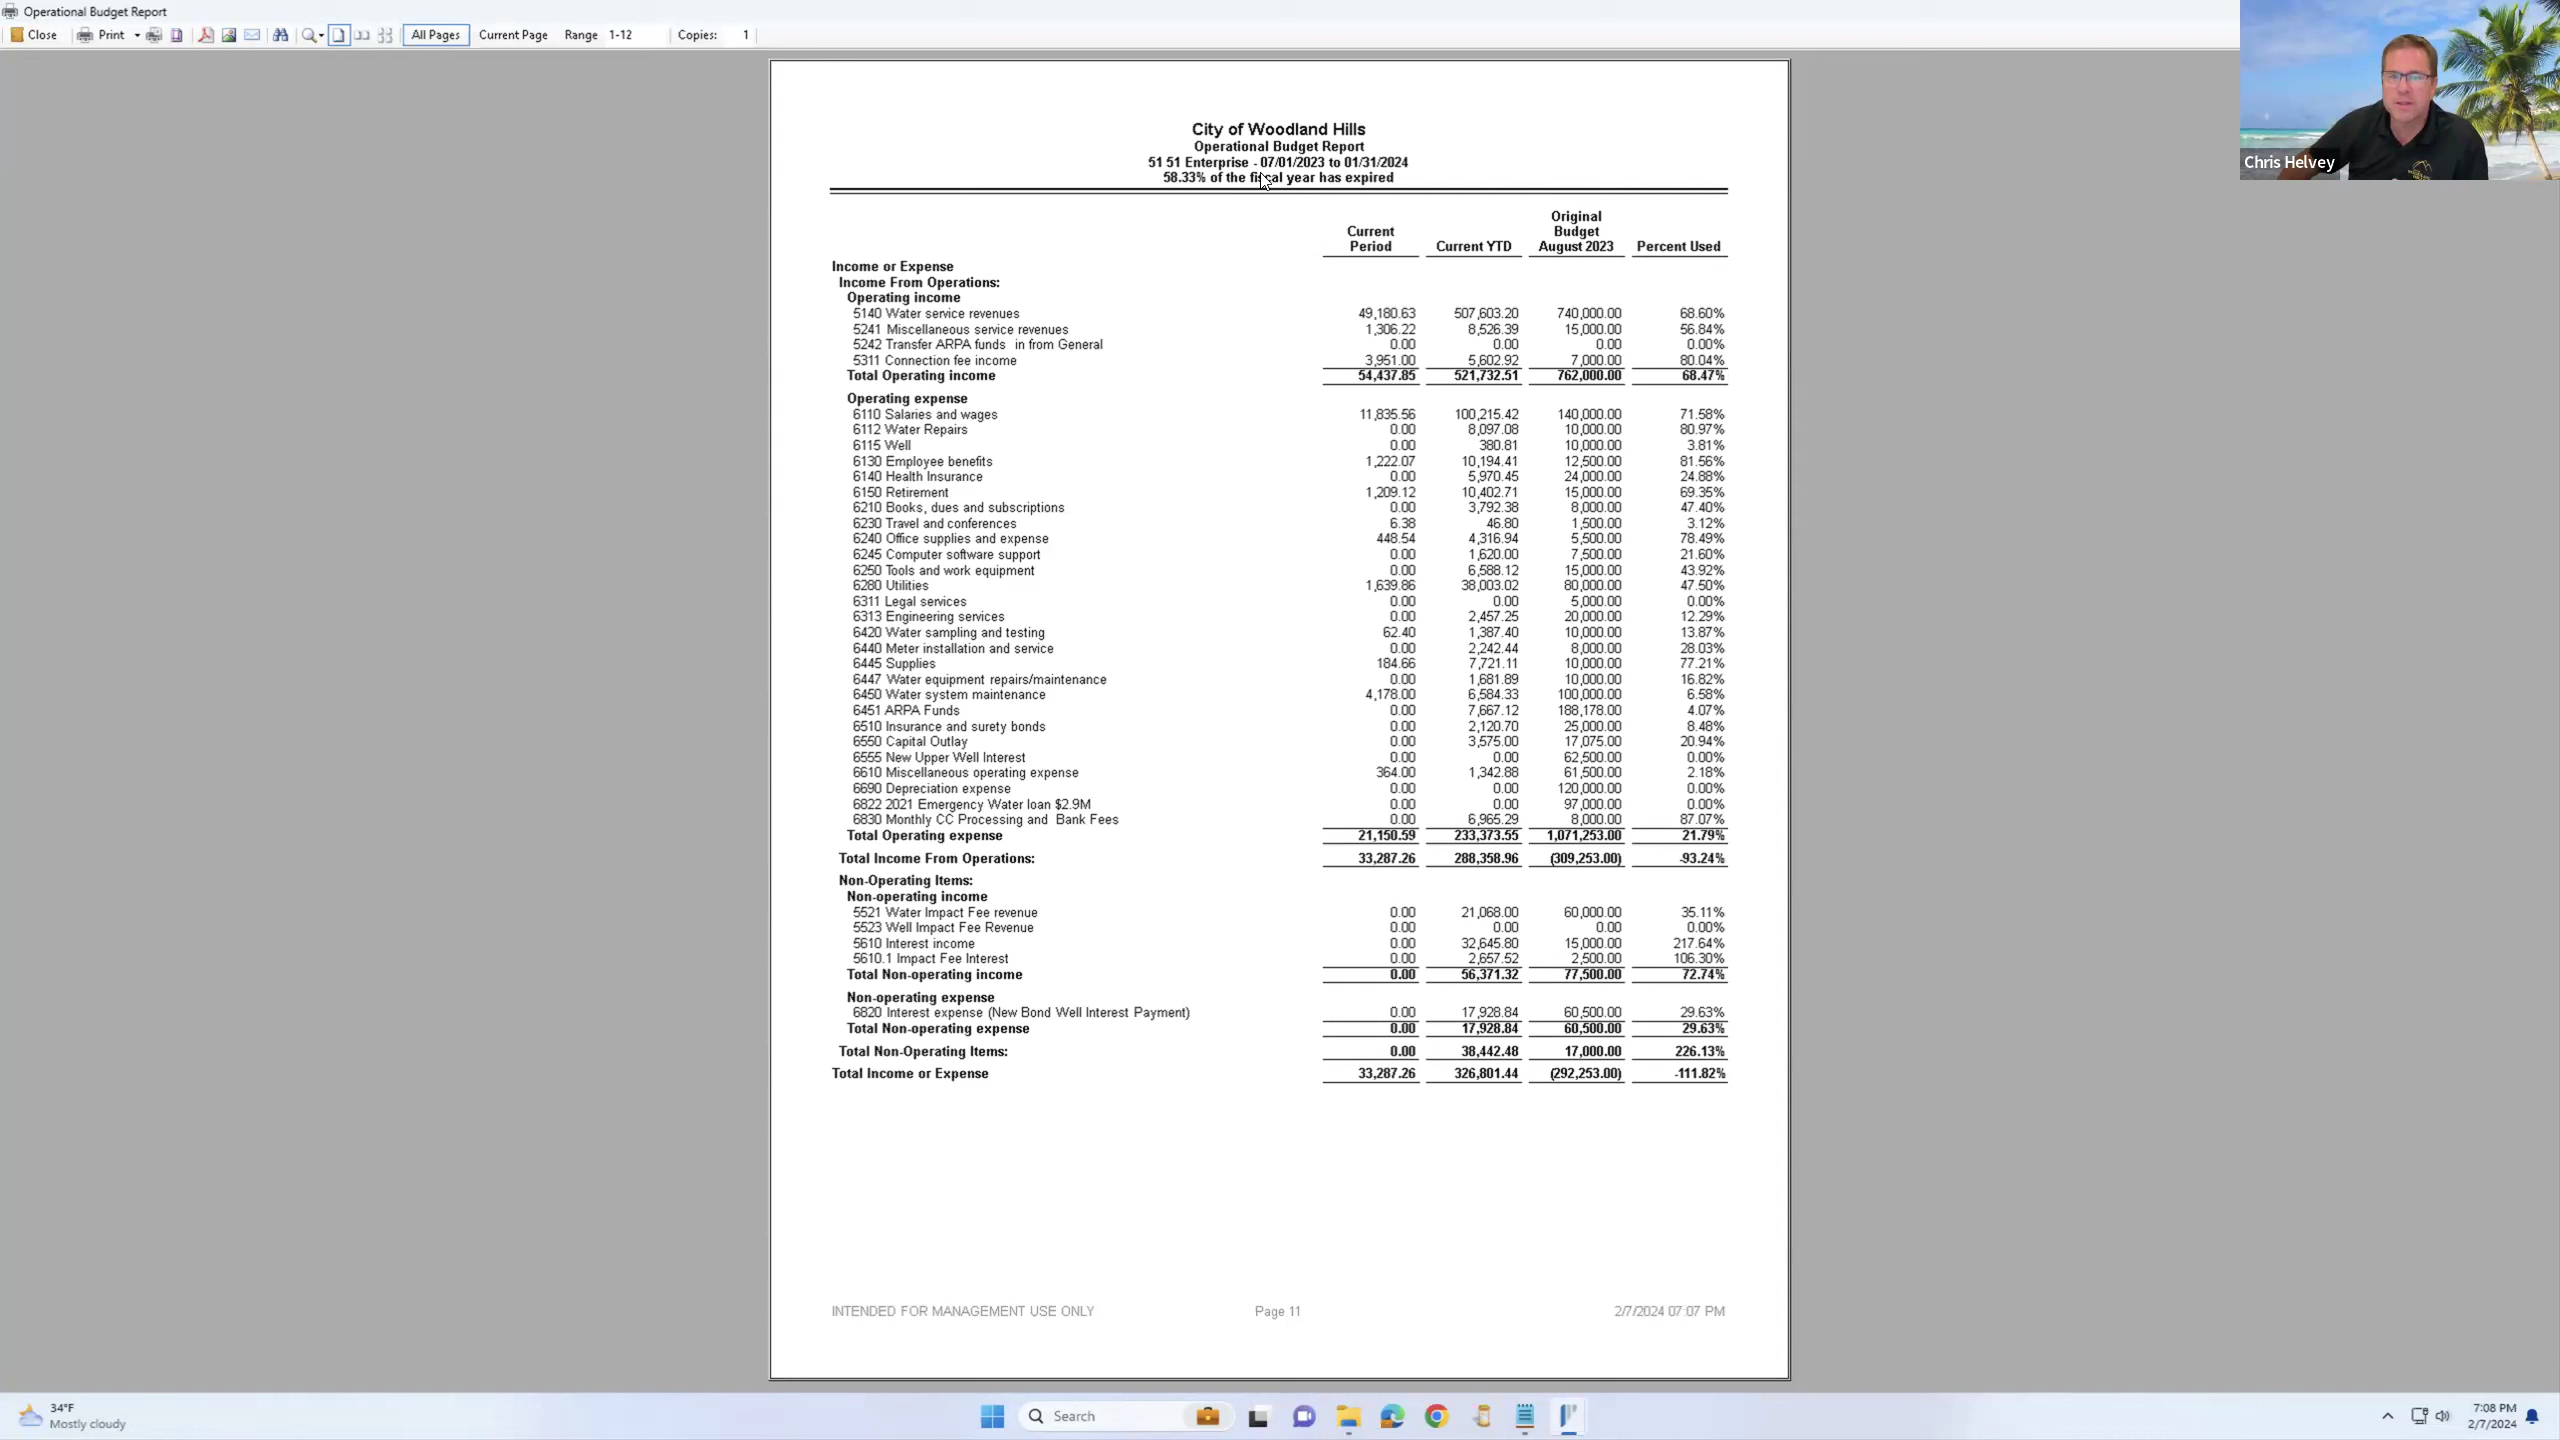 Operational Budget Report
Close Print All Pages Current Page Range 1-12 Copies: 1
Chris Helvey
City of Woodland Hills
Operational Budget Report
51 51 Enterprise - 07/01/2023 to 01/31/2024
58.33% of the fiscal year has expired
Original
Current Budget
Period Current YTD August 2023 Percent Used
Income or Expense
Income From Operations:
Operating income
5140 Water service revenues 49,180.63 507,603.20 740,000.00 68.60%
5241 Miscellaneous service revenues 1,306.22 8,526.39 15,000.00 56.84%
5242 Transfer ARPA funds in from General 0.00 0.00 0.00 0.00%
5311 Connection fee income 3,951.00 5,602.92 7,000.00 80.04%
Total Operating income 54,437.85 521,732.51 762,000.00 68.47%
Operating expense
6110 Salaries and wages 11,835.56 100,215.42 140,000.00 71.58%
6112 Water Repairs 0.00 8,097.08 10,000.00 80.97%
6115 Well 0.00 380.81 10,000.00 3.81%
6130 Employee benefits 1,222.07 10,194.41 12,500.00 81.56%
6140 Health Insurance 0.00 5,970.45 24,000.00 24.88%
6150 Retirement 1,209.12 10,402.71 15,000.00 69.35%
6210 Books, dues and subscriptions 0.00 3,792.38 8,000.00 47.40%
6230 Travel and conferences 6.38 46.80 1,500.00 3.12%
6240 Office supplies and expense 448.54 4,316.94 5,500.00 78.49%
6245 Computer software support 0.00 1,620.00 7,500.00 21.60%
6250 Tools and work equipment 0.00 6,588.12 15,000.00 43.92%
6280 Utilities 1,639.86 38,003.02 80,000.00 47.50%
6311 Legal services 0.00 0.00 5,000.00 0.00%
6313 Engineering services 0.00 2,457.25 20,000.00 12.29%
6420 Water sampling and testing 62.40 1,387.40 10,000.00 13.87%
6440 Meter installation and service 0.00 2,242.44 8,000.00 28.03%
6445 Supplies 184.66 7,721.11 10,000.00 77.21%
6447 Water equipment repairs/maintenance 0.00 1,681.89 10,000.00 16.82%
6450 Water system maintenance 4,178.00 6,584.33 100,000.00 6.58%
6451 ARPA Funds 0.00 7,667.12 188,178.00 4.07%
6510 Insurance and surety bonds 0.00 2,120.70 25,000.00 8.48%
6550 Capital Outlay 0.00 3,575.00 17,075.00 20.94%
6555 New Upper Well Interest 0.00 0.00 62,500.00 0.00%
6610 Miscellaneous operating expense 364.00 1,342.88 61,500.00 2.18%
6690 Depreciation expense 0.00 0.00 120,000.00 0.00%
6822 2021 Emergency Water loan $2.9M 0.00 0.00 97,000.00 0.00%
6830 Monthly CC Processing and Bank Fees 0.00 6,965.29 8,000.00 87.07%
Total Operating expense 21,150.59 233,373.55 1,071,253.00 21.79%
Total Income From Operations: 33,287.26 288,358.96 (309,253.00) -93.24%
Non-Operating Items:
Non-operating income
5521 Water Impact Fee revenue 0.00 21,068.00 60,000.00 35.11%
5523 Well Impact Fee Revenue 0.00 0.00 0.00 0.00%
5610 Interest income 0.00 32,645.80 15,000.00 217.64%
5610.1 Impact Fee Interest 0.00 2,657.52 2,500.00 106.30%
Total Non-operating income 0.00 56,371.32 77,500.00 72.74%
Non-operating expense
6820 Interest expense (New Bond Well Interest Payment) 0.00 17,928.84 60,500.00 29.63%
Total Non-operating expense 0.00 17,928.84 60,500.00 29.63%
Total Non-Operating Items: 0.00 38,442.48 17,000.00 226.13%
Total Income or Expense 33,287.26 326,801.44 (292,253.00) -111.82%
INTENDED FOR MANAGEMENT USE ONLY Page 11 2/7/2024 07:07 PM
34°F
Mostly cloudy
Search
7:08 PM
2/7/2024